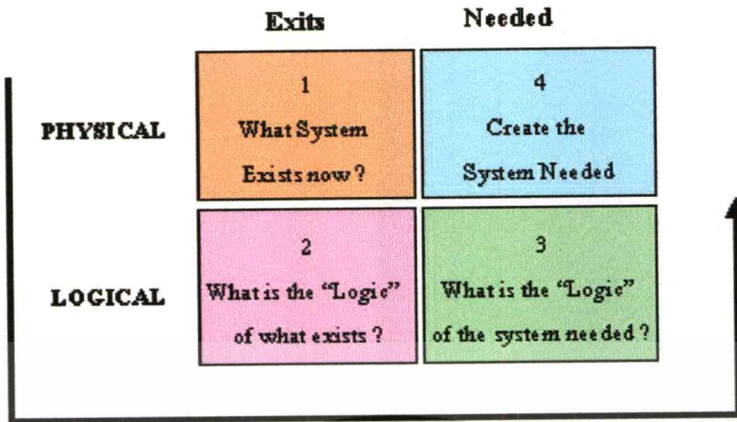 Exits Needed
PHYSICAL
1
What System
Exists now ?
4
Create the
System Needed
LOGICAL
2
What is the “Logic”
of what exists ?
3
What is the “Logic”
of the system needed ?